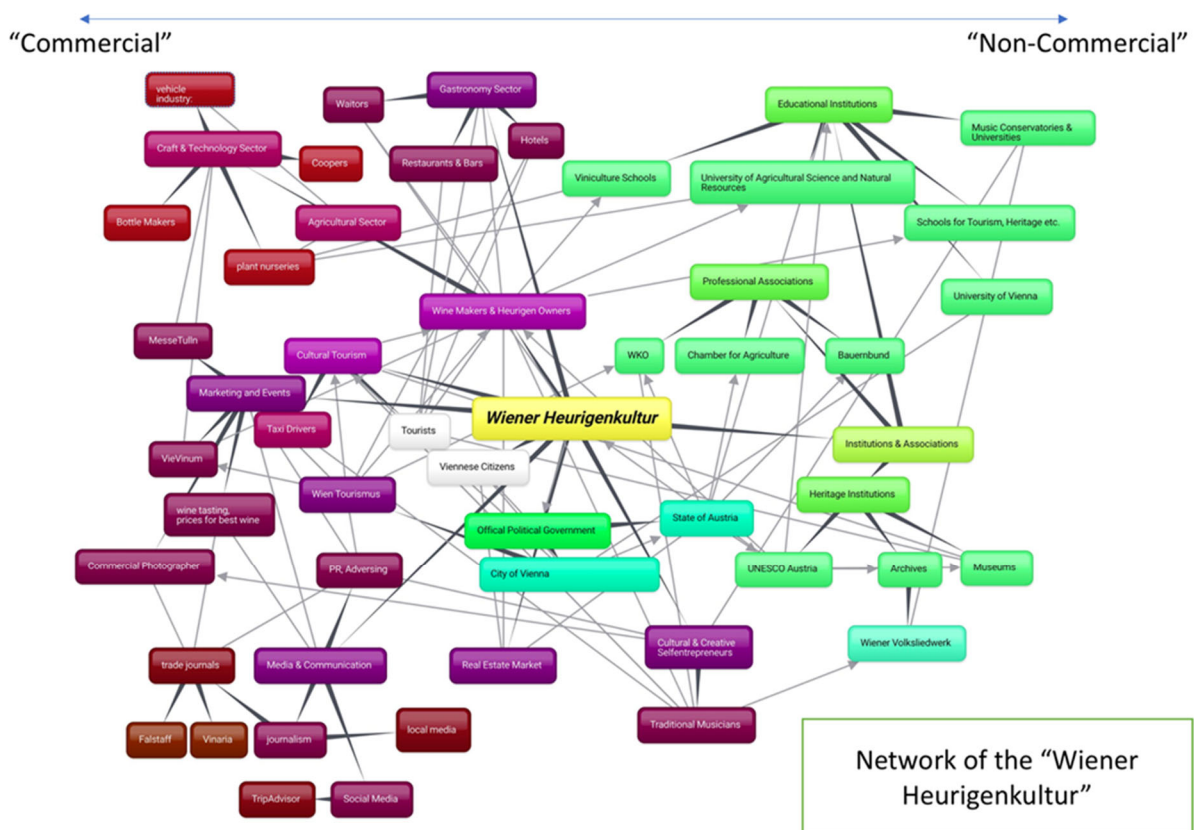 “Commercial”
“Non-Commercial”
vehicle
industry:
Waitors
Gastronomy Sector
Educational Institutions
Music Conservatories &
Universities
Craft & Technology Sector
Coopers
Restaurants & Bars
Hotels
Viniculture Schools
University of Agricultural Science and Natural
Resources
Bottle Makers
Agricultural Sector
Schools for Tourism, Heritage etc.
plant nurseries
Professional Associations
University of Vienna
Wine Makers & Heurigen Owners
MesseTulln
Cultural Tourism
WKO
Chamber for Agriculture
Bauernbund
Marketing and Events
Wiener Heurigenkultur
Taxi Drivers
Tourists
Institutions & Associations
VieVinum
Viennese Citizens
Wien Tourismus
Heritage Institutions
wine tasting,
prices for best wine
Offical Political Government
State of Austria
Commercial Photographer
PR, Adversing
City of Vienna
UNESCO Austria
Archives
Museums
trade journals
Media & Communication
Real Estate Market
Cultural & Creative
Selfentrepreneurs
Wiener Volksliedwerk
Falstaff
Vinaria
journalism
local media
Traditional Musicians
TripAdvisor
Social Media
Network of the “Wiener
Heurigenkultur”